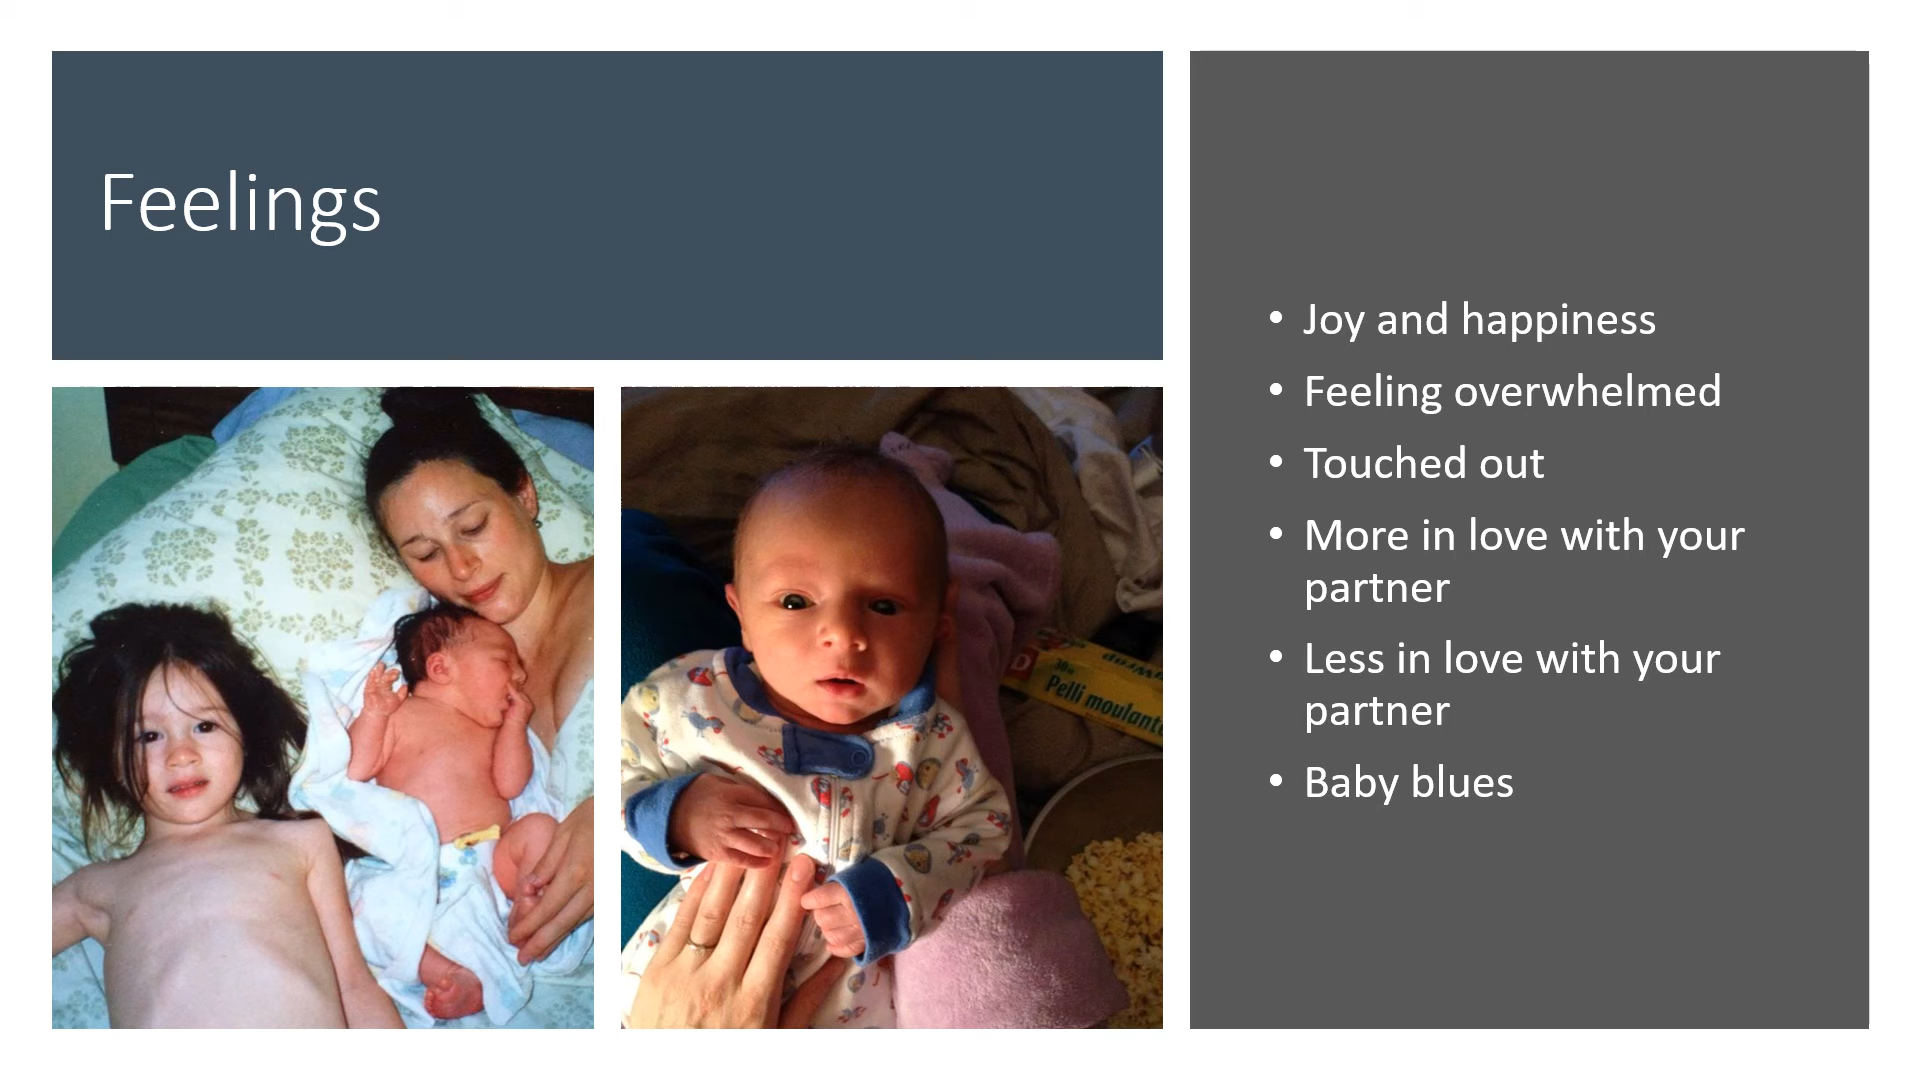 Feelings
• Joy and happiness
• Feeling overwhelmed
• Touched out
• More in love with your
partner
• Less in love with your
partner
• Baby blues
Pelli moulante